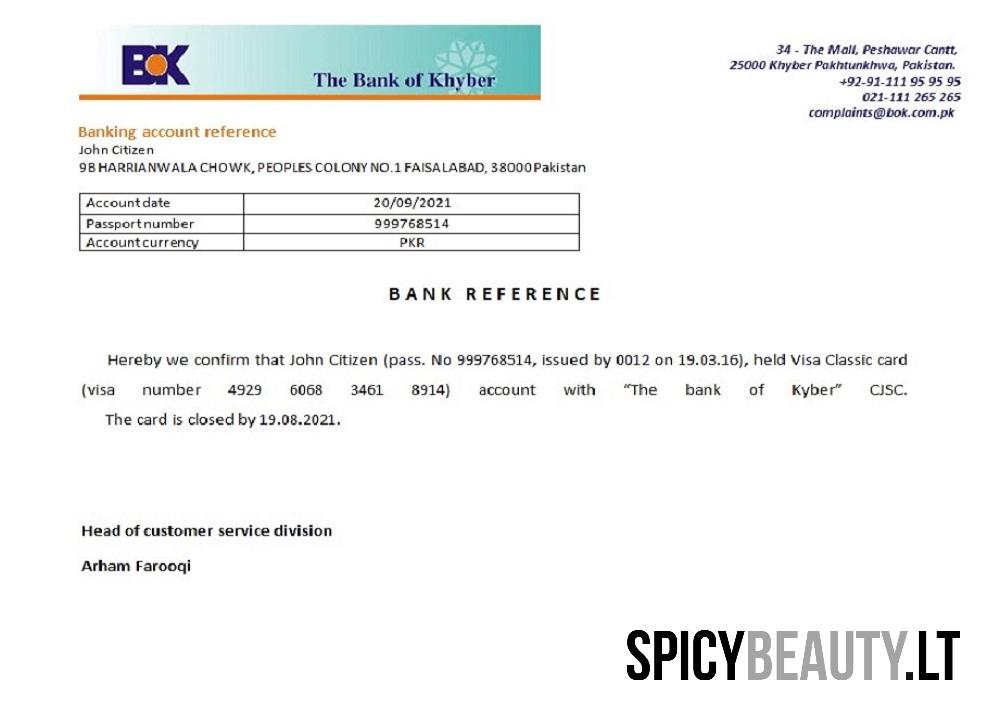 BOK
The Bank of Khyber
34 - The Mall, Peshawar Cantt,
25000 Khyber Pakhtunkhwa, Pakistan.
+92-91-111 95 95 95
021-111 265 265
complaints@bok.com.pk
Banking account reference
John Citizen
9B HARRIANWALA CHOWK, PEOPLES COLONY NO.1 FAISALABAD, 38000 Pakistan
Account date 20/09/2021
Passport number 999768514
Account currency PKR
BANK REFERENCE
Hereby we confirm that John Citizen (pass. No 999768514, issued by 0012 on 19.03.16), held Visa Classic card
(visa number 4929 6068 3461 8914) account with “The bank of Kyber” CJSC.
The card is closed by 19.08.2021.
Head of customer service division
Arham Farooqi
SPICYBEAUTY.LT